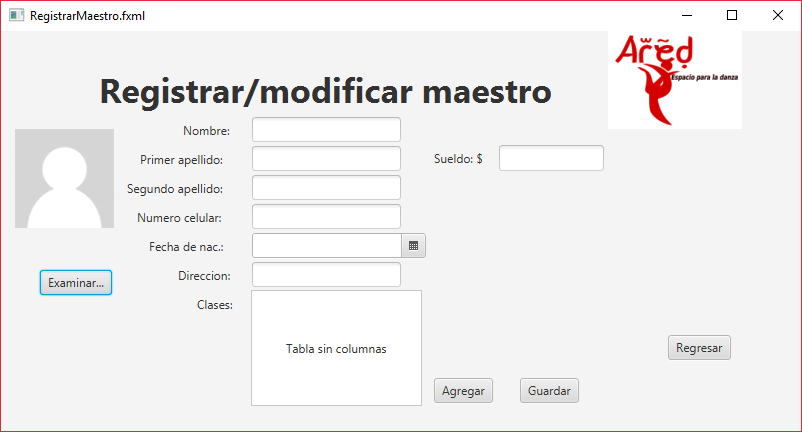 RegistrarMaestro.fxml
Ared
Espacio para la danza
Registrar/modificar maestro
Nombre:
Primer apellido:
Sueldo: $
Segundo apellido:
Numero celular:
Fecha de nac.:
Direccion:
Examinar...
Clases:
Tabla sin columnas
Regresar
Agregar
Guardar